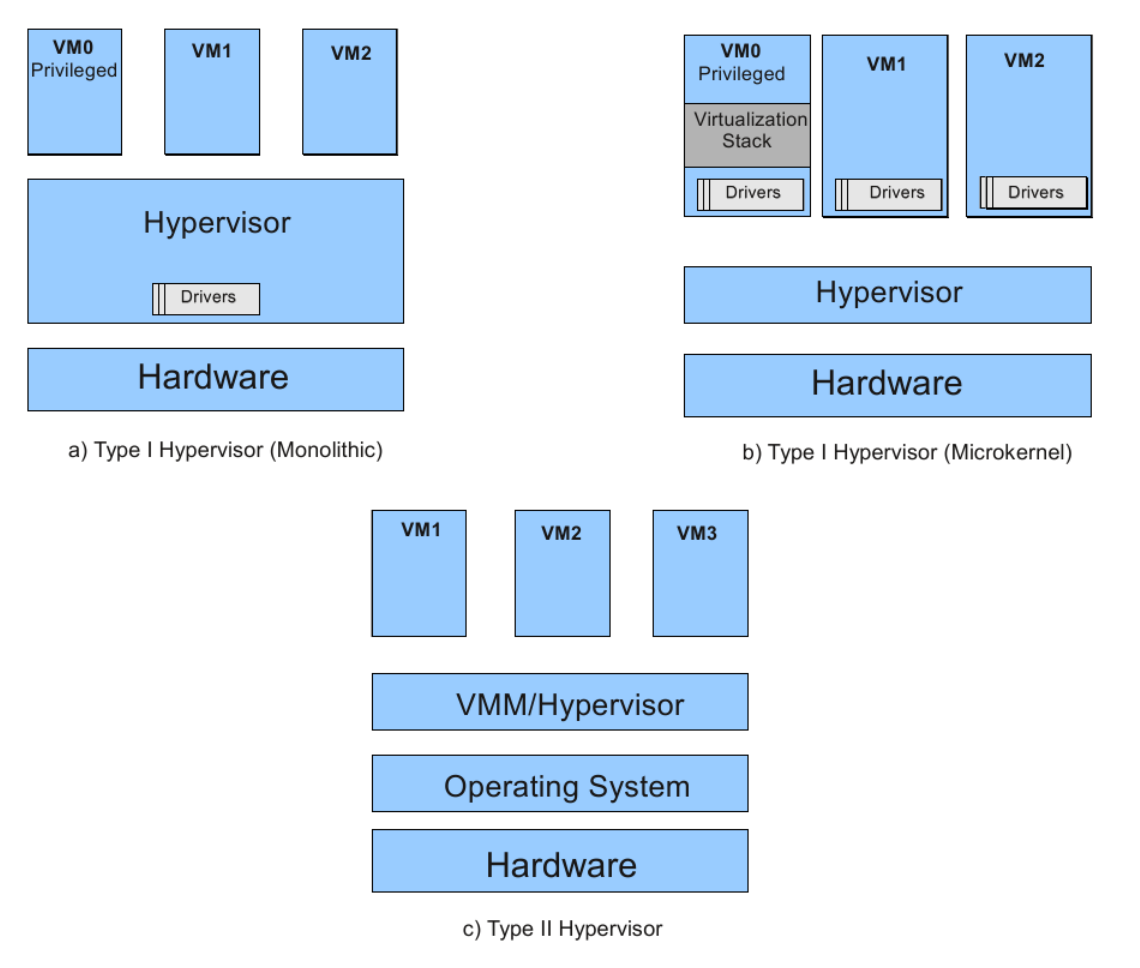 VM0
Privileged
VM1
VM2
Hypervisor
Drivers
Hardware
a) Type I Hypervisor (Monolithic)
VM0
Privileged
Virtualization
Stack
Drivers
VM1
Drivers
VM2
Drivers
Hypervisor
Hardware
b) Type I Hypervisor (Microkernel)
VM1
VM2
VM3
VMM/Hypervisor
Operating System
Hardware
c) Type II Hypervisor